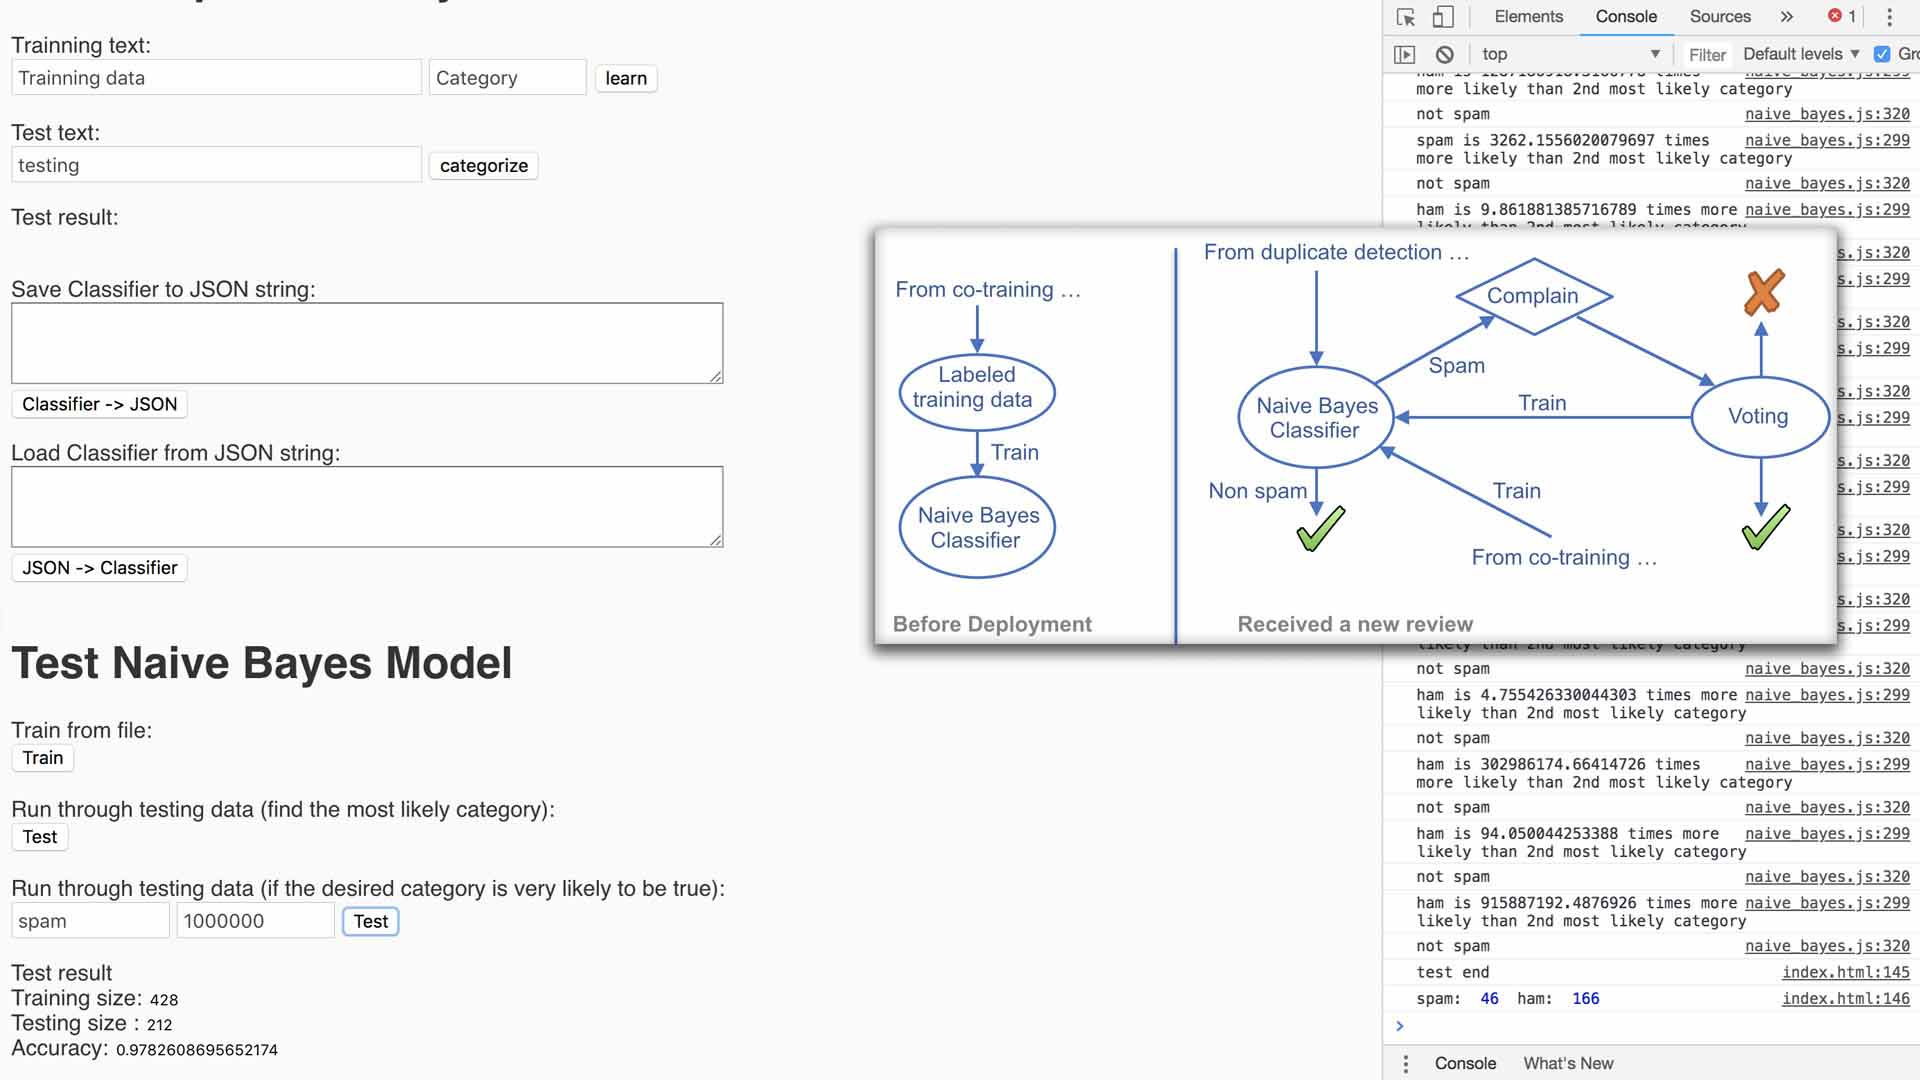 Trainning text:
Trainning data Category learn
Test text:
testing categorize
Test result:
Save Classifier to JSON string:
Classifier -> JSON
Load Classifier from JSON string:
JSON -> Classifier
Test Naive Bayes Model
Train from file:
Train
Run through testing data (find the most likely category):
Test
Run through testing data (if the desired category is very likely to be true):
spam 1000000 Test
Test result
Training size: 428
Testing size : 212
Accuracy: 0.9782608695652174
From co-training …
Labeled
training data
Train
Naive Bayes
Classifier
Before Deployment
From duplicate detection …
Complain
Spam
Naive Bayes
Classifier
Train
Voting
Non spam
Train
From co-training …
Received a new review
Elements Console Sources 1
top Filter Default levels
more likely than 2nd most likely category
not spam naive_bayes.js:320
spam is 3262.1556020079697 times naive_bayes.js:299
more likely than 2nd most likely category
not spam naive_bayes.js:320
ham is 9.861881385716789 times more naive_bayes.js:299
likely than 2nd most likely category
s.js:320
s.js:299
s.js:320
s.js:299
s.js:320
s.js:299
s.js:320
s.js:299
s.js:320
s.js:299
s.js:320
s.js:299
likely than 2nd most likely category
not spam naive_bayes.js:320
ham is 4.755426330044303 times more naive_bayes.js:299
likely than 2nd most likely category
not spam naive_bayes.js:320
ham is 302986174.66414726 times naive_bayes.js:299
more likely than 2nd most likely category
not spam naive_bayes.js:320
ham is 94.050044253388 times more naive_bayes.js:299
likely than 2nd most likely category
not spam naive_bayes.js:320
ham is 915887192.4876926 times more naive_bayes.js:299
likely than 2nd most likely category
not spam naive_bayes.js:320
test end index.html:145
spam: 46 ham: 166 index.html:146
Console What's New